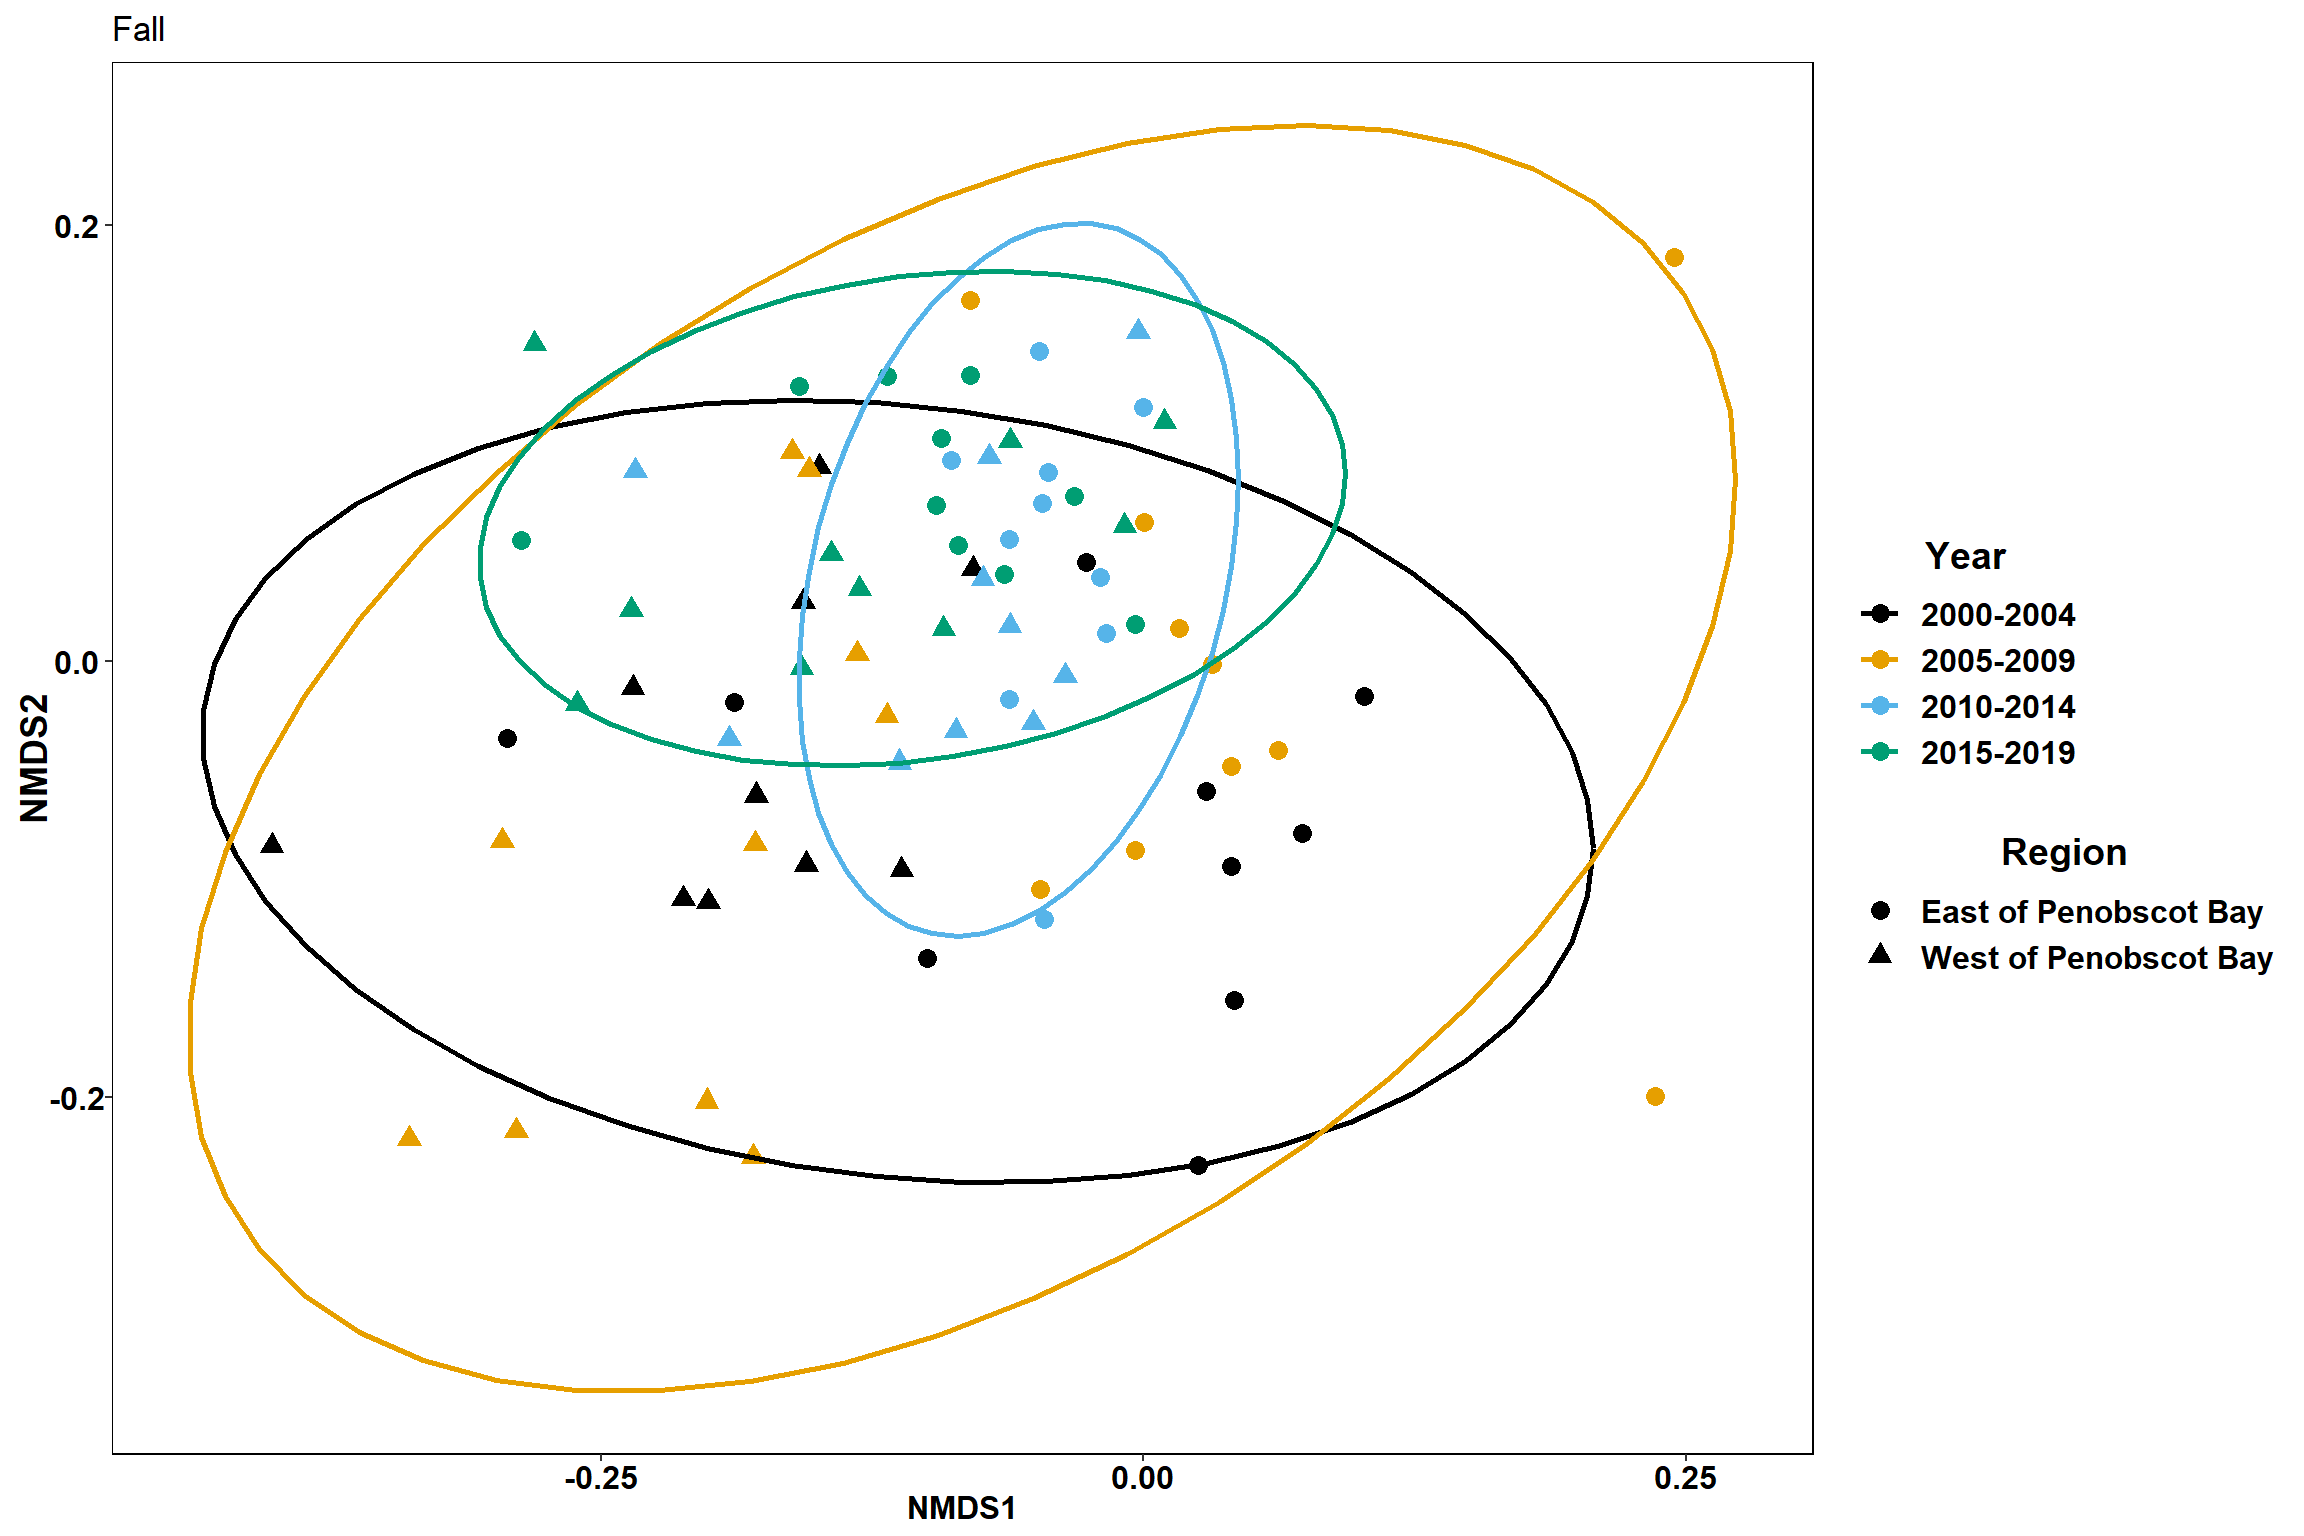 Fall
0.2
0.0
-0.2
NMDS2
-0.25
0.00
0.25
NMDS1
Year
2000-2004
2005-2009
2010-2014
2015-2019
Region
East of Penobscot Bay
West of Penobscot Bay